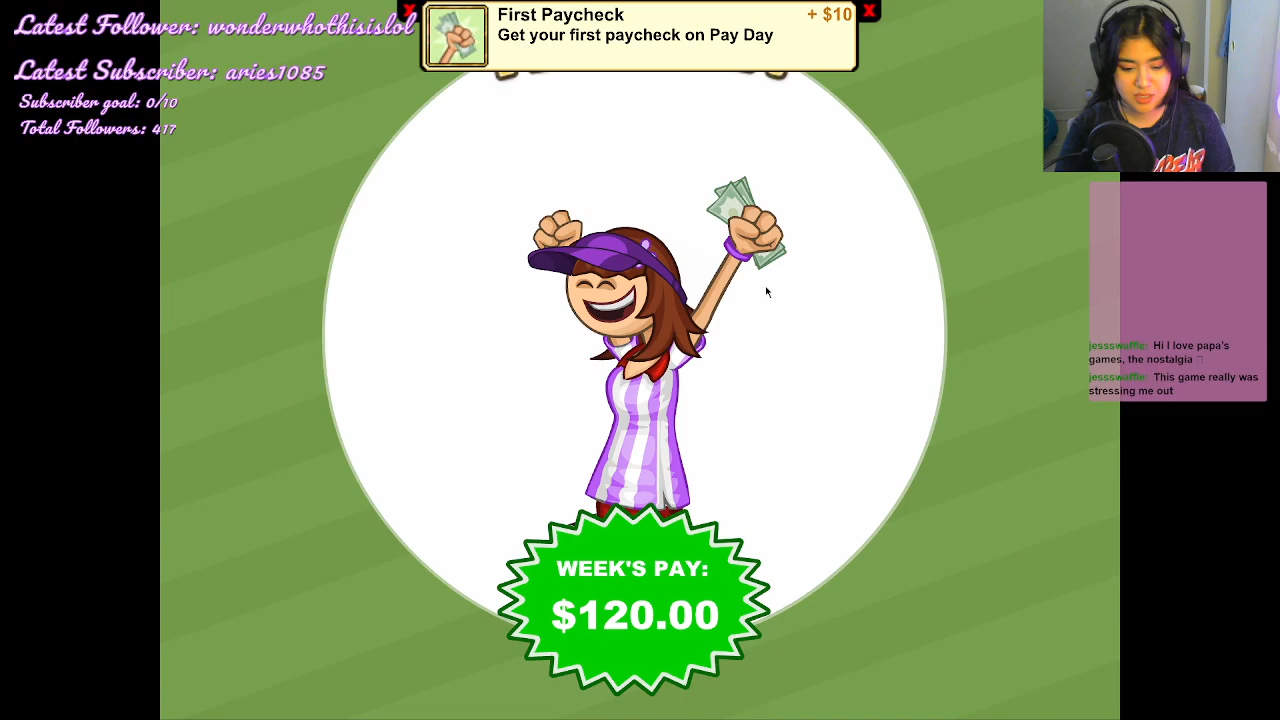 Latest Follower: wonderwhothisislol
Latest Subscriber: aries1085
Subscriber goal: 0/10
Total Followers: 417
First Paycheck
+ $10
Get your first paycheck on Pay Day
X
X
jessswuffle: Hi I love papa's
games, the nostalgia
jessswuffle: This game really was
stressing me out
WEEK'S PAY:
$120.00